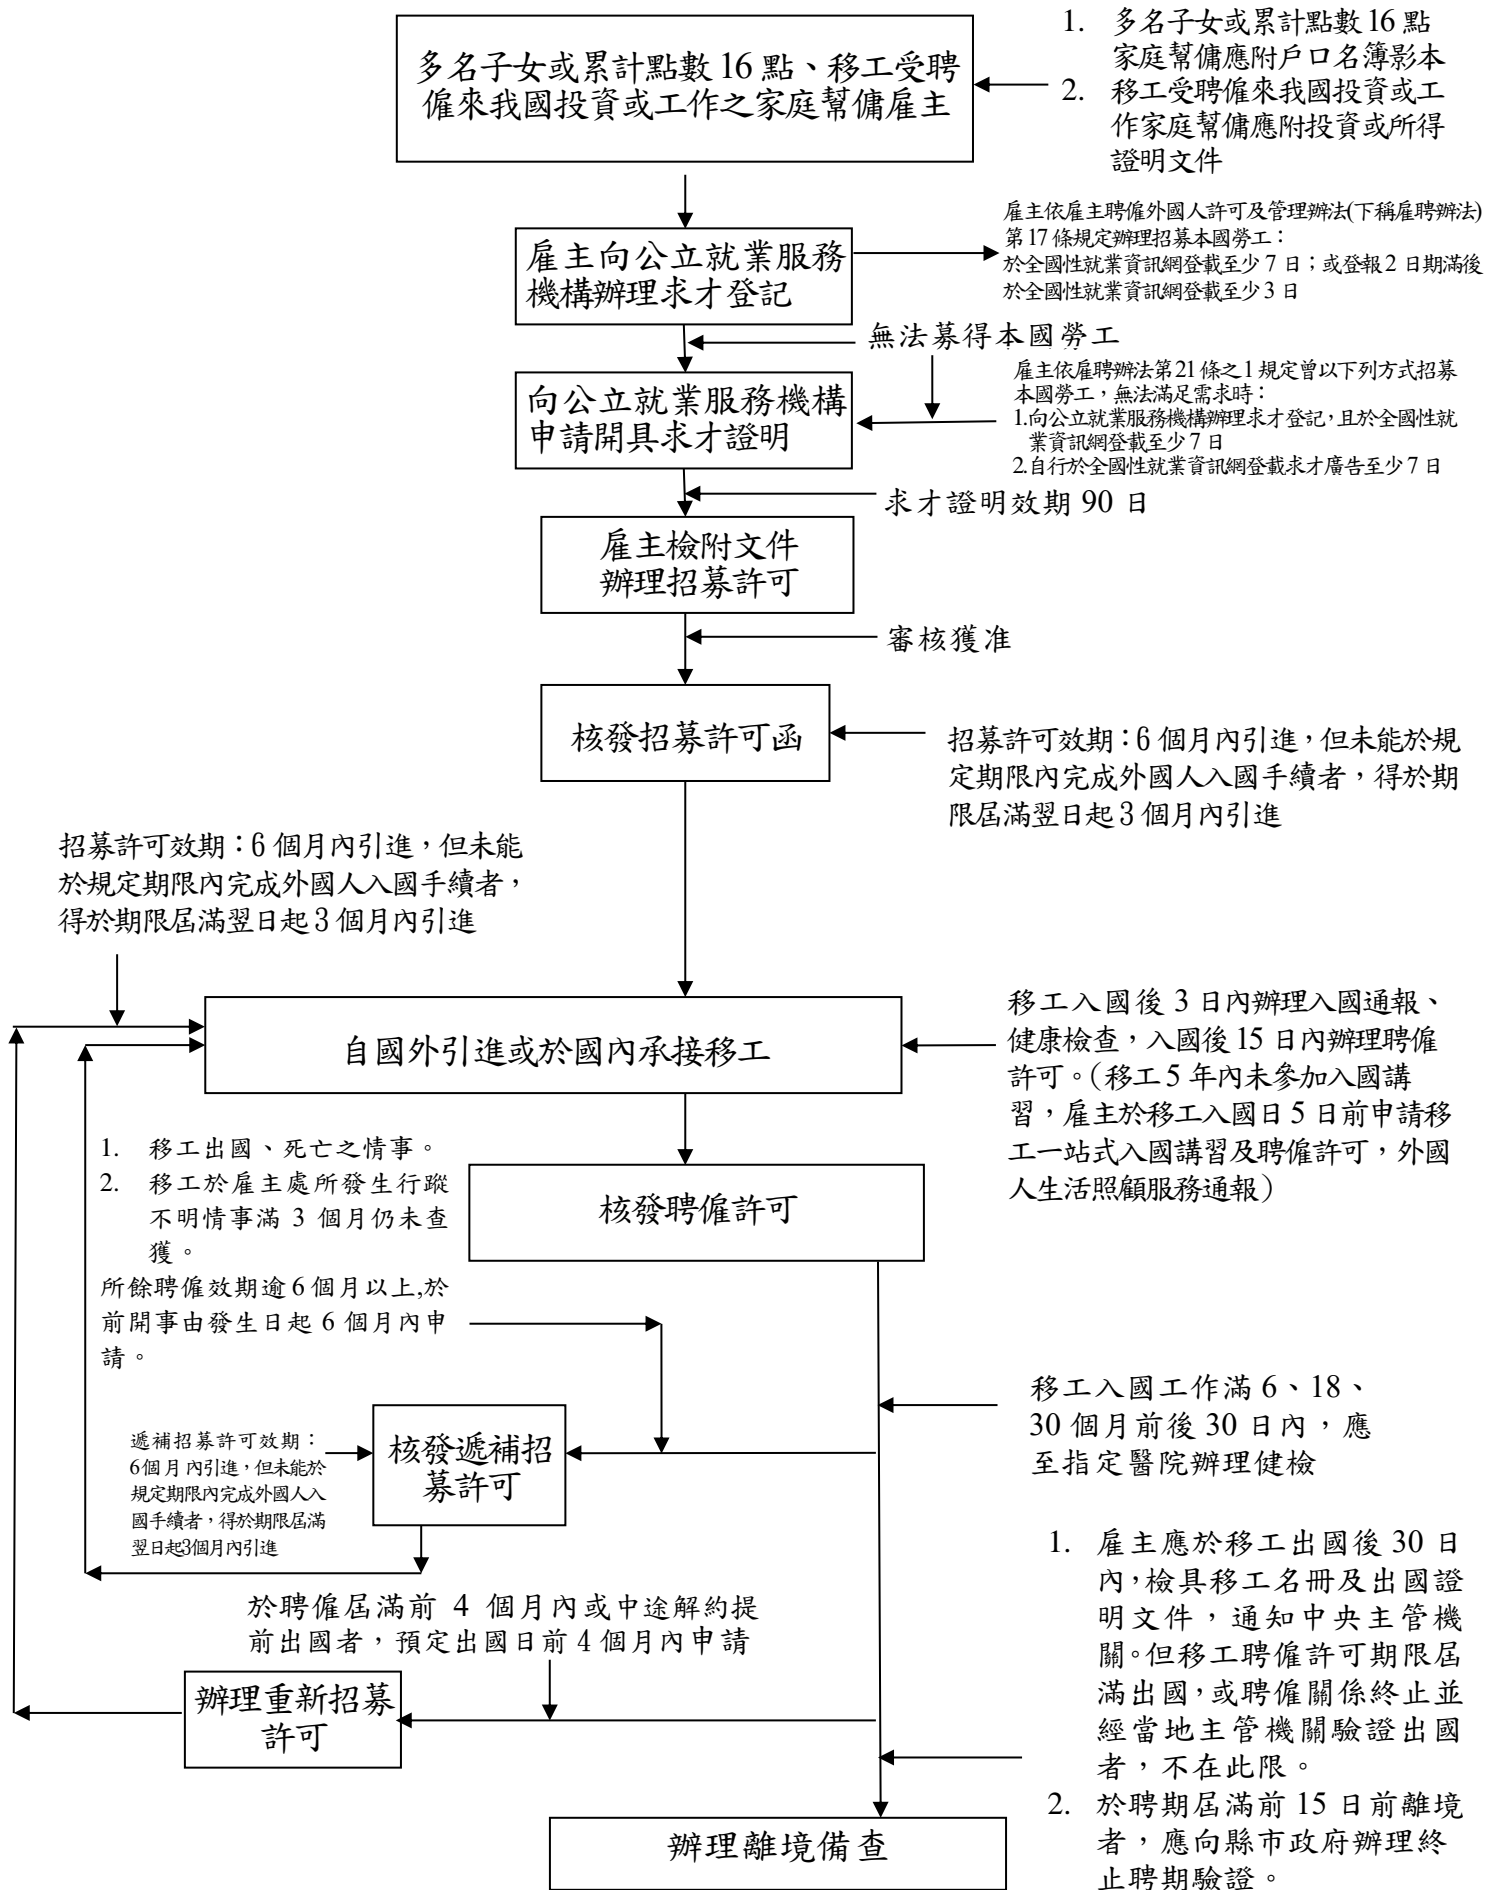 多名子女或累計點數 16 點、移工受聘
僱來我國投資或工作之家庭幫傭雇主
1. 多名子女或累計點數 16 點
家庭幫傭應附戶口名簿影本
2. 移工受聘僱來我國投資或工
作家庭幫傭應附投資或所得
證明文件
雇主向公立就業服務
機構辦理求才登記
雇主依雇主聘僱外國人許可及管理辦法(下稱雇聘辦法)
第 17 條規定辦理招募本國勞工：
於全國性就業資訊網登載至少 7 日；或登報 2 日期滿後
於全國性就業資訊網登載至少 3 日
無法募得本國勞工
向公立就業服務機構
申請開具求才證明
雇主依雇聘辦法第 21 條之 1 規定曾以下列方式招募
本國勞工，無法滿足需求時：
1.向公立就業服務機構辦理求才登記，且於全國性就
業資訊網登載至少 7 日
2.自行於全國性就業資訊網登載求才廣告至少 7 日
求才證明效期 90 日
雇主檢附文件
辦理招募許可
審核獲准
核發招募許可函
招募許可效期：6 個月內引進，但未能於規
定期限內完成外國人入國手續者，得於期
限屆滿翌日起 3 個月內引進
招募許可效期：6 個月內引進，但未能
於規定期限內完成外國人入國手續者，
得於期限屆滿翌日起 3 個月內引進
自國外引進或於國內承接移工
移工入國後 3 日內辦理入國通報、
健康檢查，入國後 15 日內辦理聘僱
許可。（移工 5 年內未參加入國講
習，雇主於移工入國日 5 日前申請移
工一站式入國講習及聘僱許可，外國
人生活照顧服務通報）
1. 移工出國、死亡之情事。
2. 移工於雇主處所發生行蹤
不明情事滿 3 個月仍未查
獲。
所餘聘僱效期逾 6 個月以上,於
前開事由發生日起 6 個月內申
請。
核發聘僱許可
移工入國工作滿 6、18、
30 個月前後 30 日內，應
至指定醫院辦理健檢
遞補招募許可效期：
6個月內引進，但未能於
規定期限內完成外國人入
國手續者，得於期限屆滿
翌日起3個月內引進
核發遞補招
募許可
於聘僱屆滿前 4 個月內或中途解約提
前出國者，預定出國日前 4 個月內申請
辦理重新招募
許可
1. 雇主應於移工出國後 30 日
內，檢具移工名冊及出國證
明文件，通知中央主管機
關。但移工聘僱許可期限屆
滿出國，或聘僱關係終止並
經當地主管機關驗證出國
者，不在此限。
2. 於聘期屆滿前 15 日前離境
者，應向縣市政府辦理終
止聘期驗證。
辦理離境備查